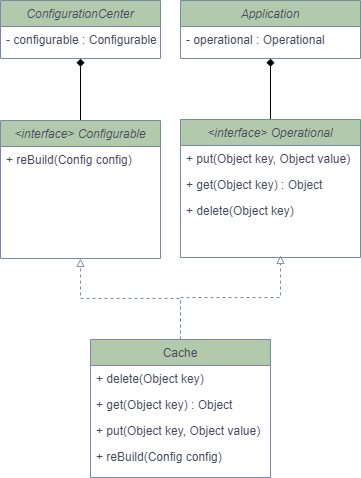 ConfigurationCenter
- configurable : Configurable
Application
- operational : Operational
<interface> Configurable
+ reBuild(Config config)
<interface> Operational
+ put(Object key, Object value)
+ get(Object key) : Object
+ delete(Object key)
Cache
+ delete(Object key)
+ get(Object key) : Object
+ put(Object key, Object value)
+ reBuild(Config config)